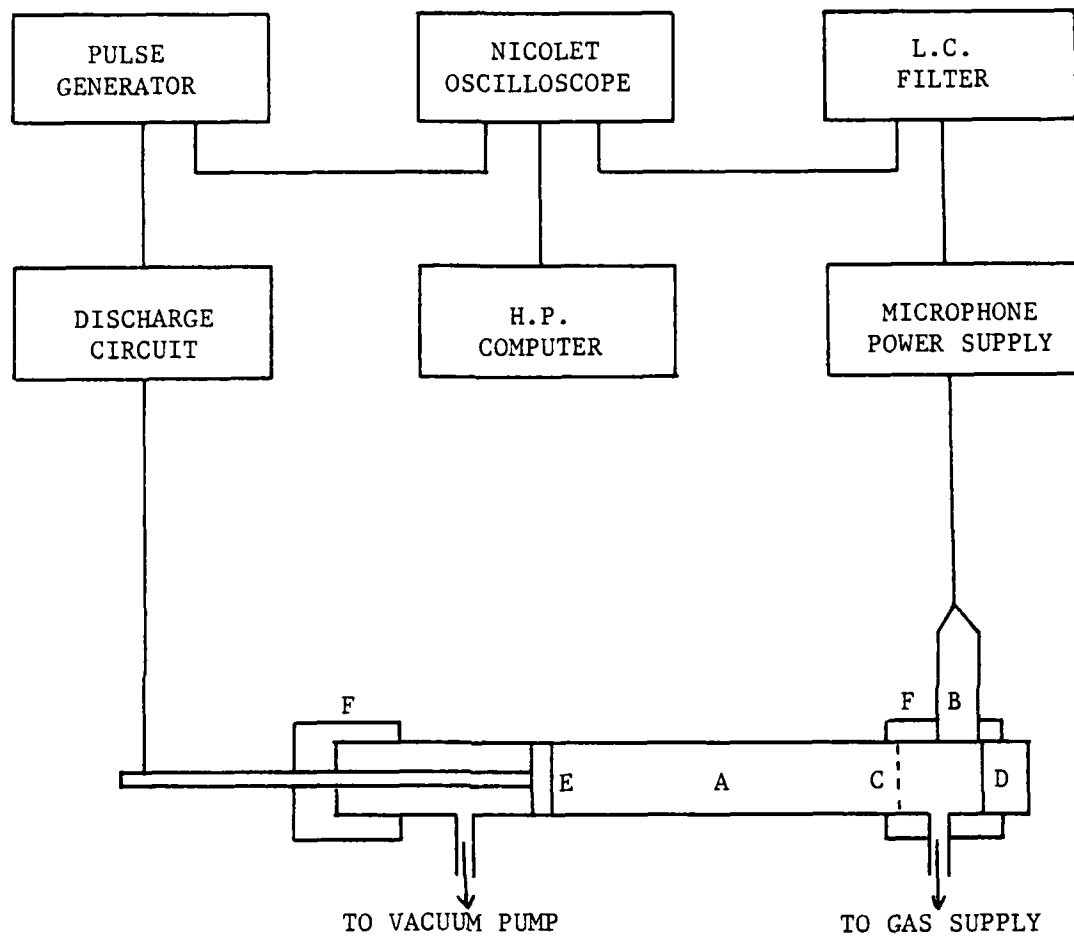 PULSE
GENERATOR
NICOLET
OSCILLOSCOPE
L.C.
FILTER
DISCHARGE
CIRCUIT
H.P.
COMPUTER
MICROPHONE
POWER SUPPLY
F
F
B
E
A
C
D
TO VACUUM PUMP
TO GAS SUPPLY